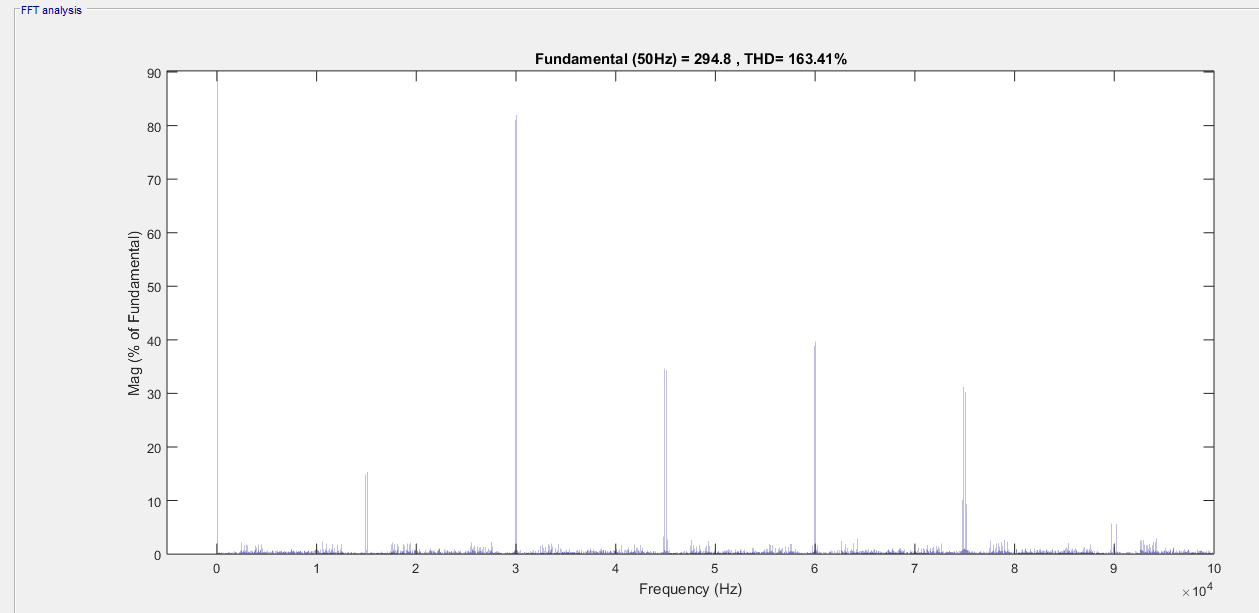 FFT analysis
Fundamental (50Hz) = 294.8 , THD= 163.41%
90
80
70
60
50
40
30
20
10
0
Mag (% of Fundamental)
0 1 2 3 4 5 6 7 8 9 10
Frequency (Hz)
×10⁴